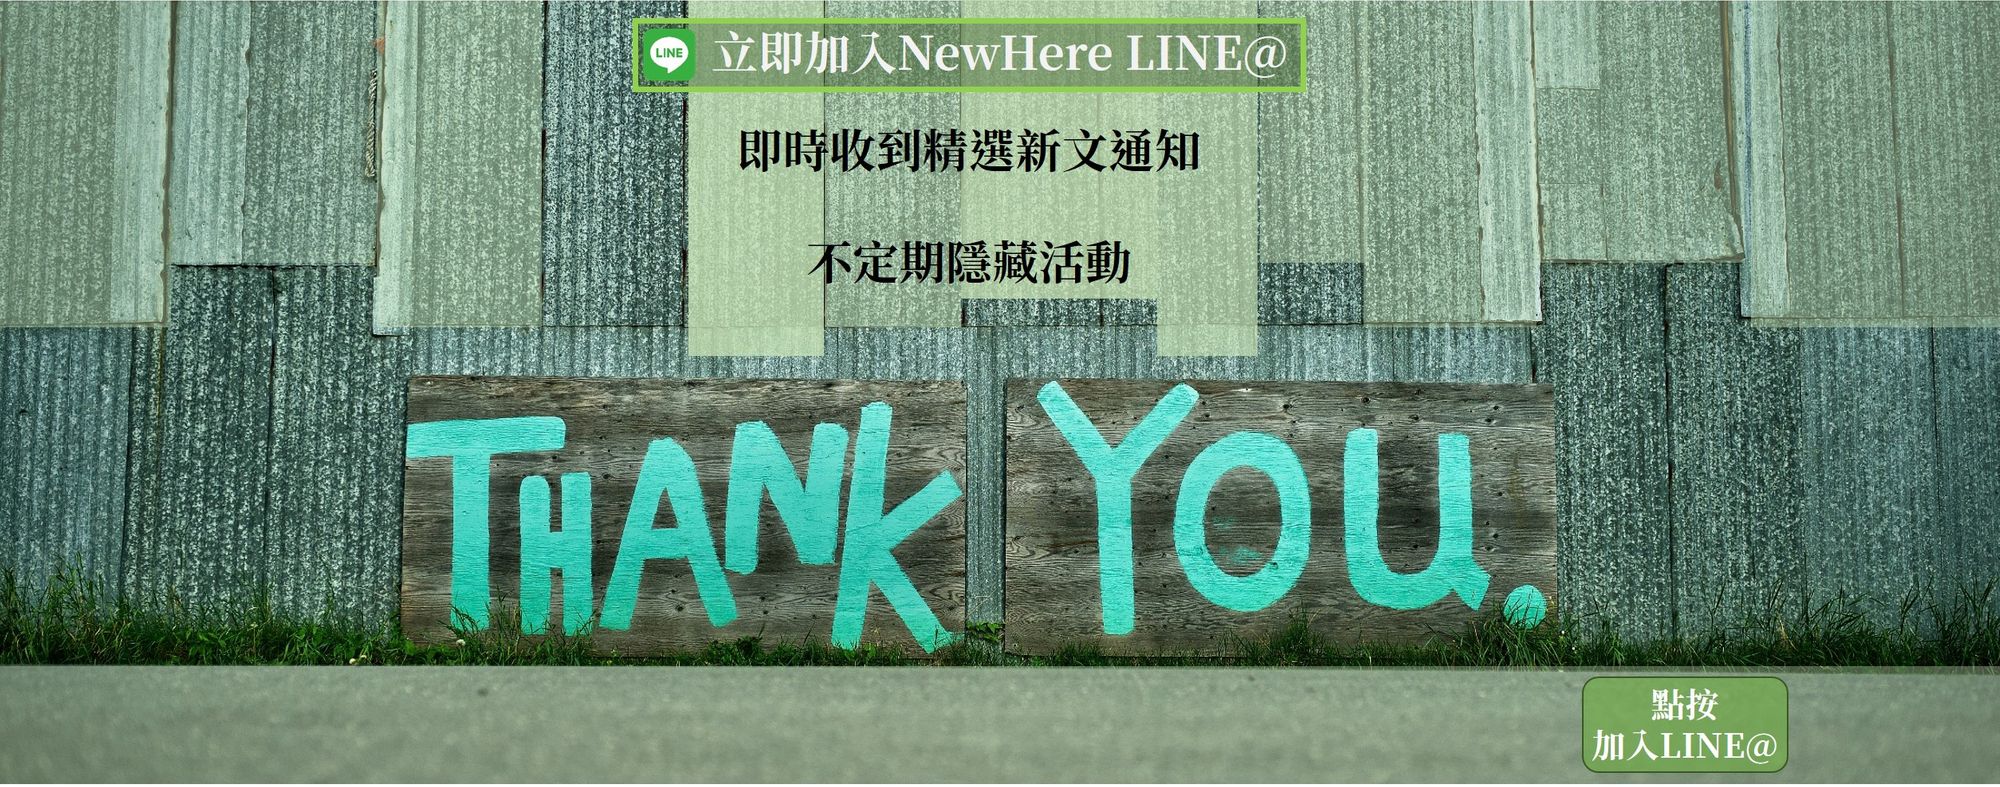 LINE 立即加入NewHere LINE@
即時收到精選新文通知
不定期隱藏活動
THANK YOU.
點按
加入LINE@